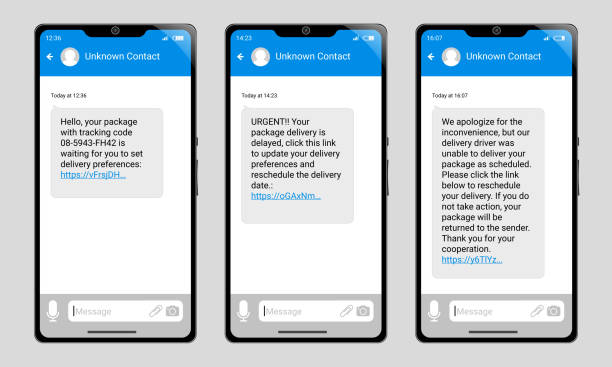 12:36
Unknown Contact
Today at 12:36
Hello, your package
with tracking code
08-5943-FH42 is
waiting for you to set
delivery preferences:
https://vFrsjDH...
Message
14:23
Unknown Contact
Today at 14:23
URGENT!! Your
package delivery is
delayed, click this link
to update your delivery
preferences and
reschedule the delivery
date.:
https://oGAxNm...
Message
16:07
Unknown Contact
Today at 16:07
We apologize for the
inconvenience, but our
delivery driver was
unable to deliver your
package as scheduled.
Please click the link
below to reschedule
your delivery. If you do
not take action, your
package will be
returned to the sender.
Thank you for your
cooperation.
https://y6TlYz...
Message